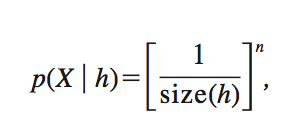 p(X | h)=[1/size(h)]ⁿ,